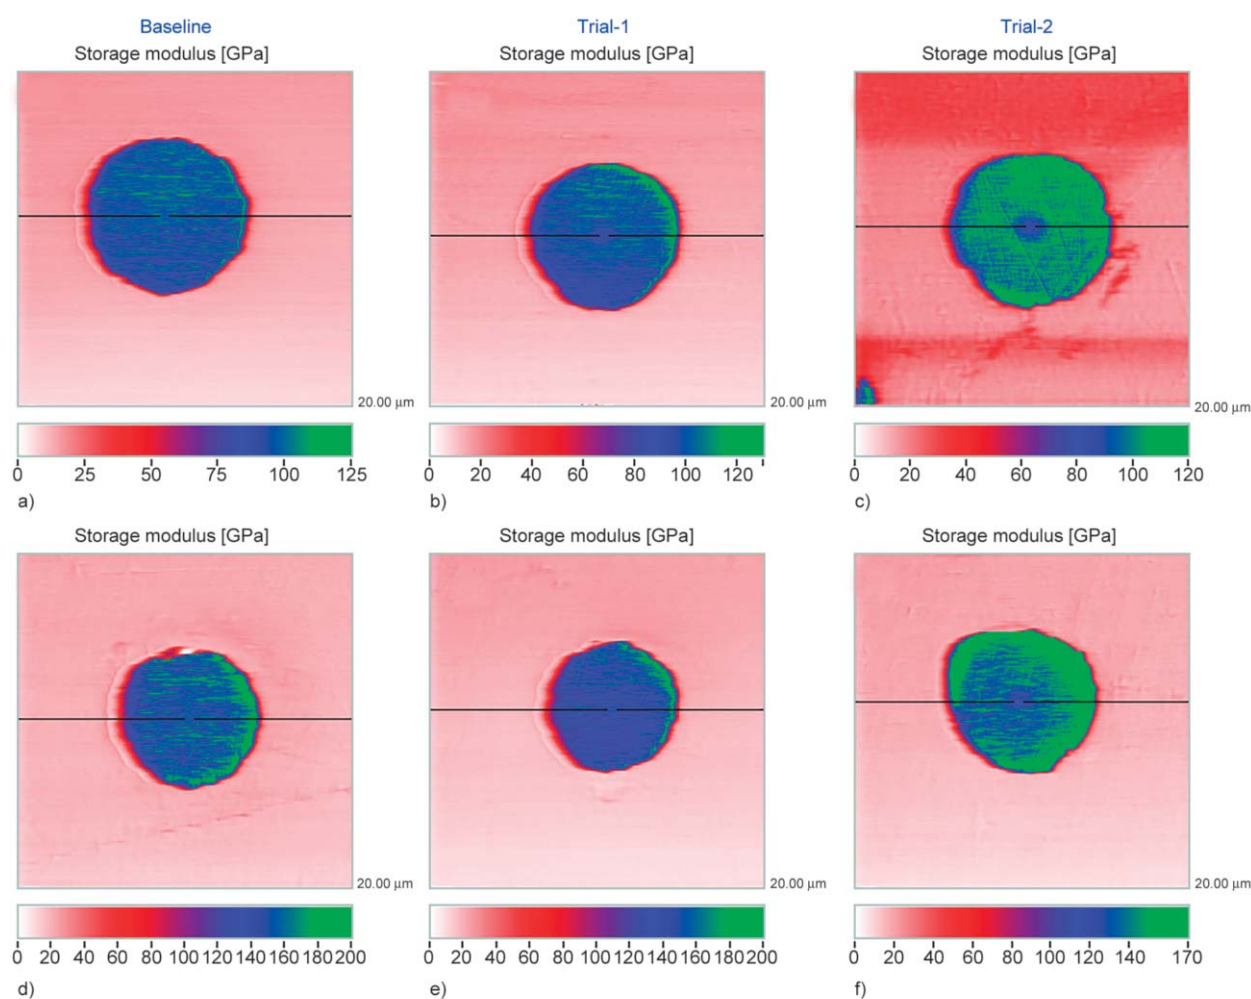 Baseline
Storage modulus [GPa]
20.00 µm
0 25 50 75 100 125
a)
Trial-1
Storage modulus [GPa]
20.00 µm
0 20 40 60 80 100 120
b)
Trial-2
Storage modulus [GPa]
20.00 µm
0 20 40 60 80 100 120
c)
Storage modulus [GPa]
20.00 µm
0 20 40 60 80 100 120 140 160 180 200
d)
Storage modulus [GPa]
20.00 µm
0 20 40 60 80 100 120 140 160 180 200
e)
Storage modulus [GPa]
20.00 µm
0 20 40 60 80 100 120 140 170
f)